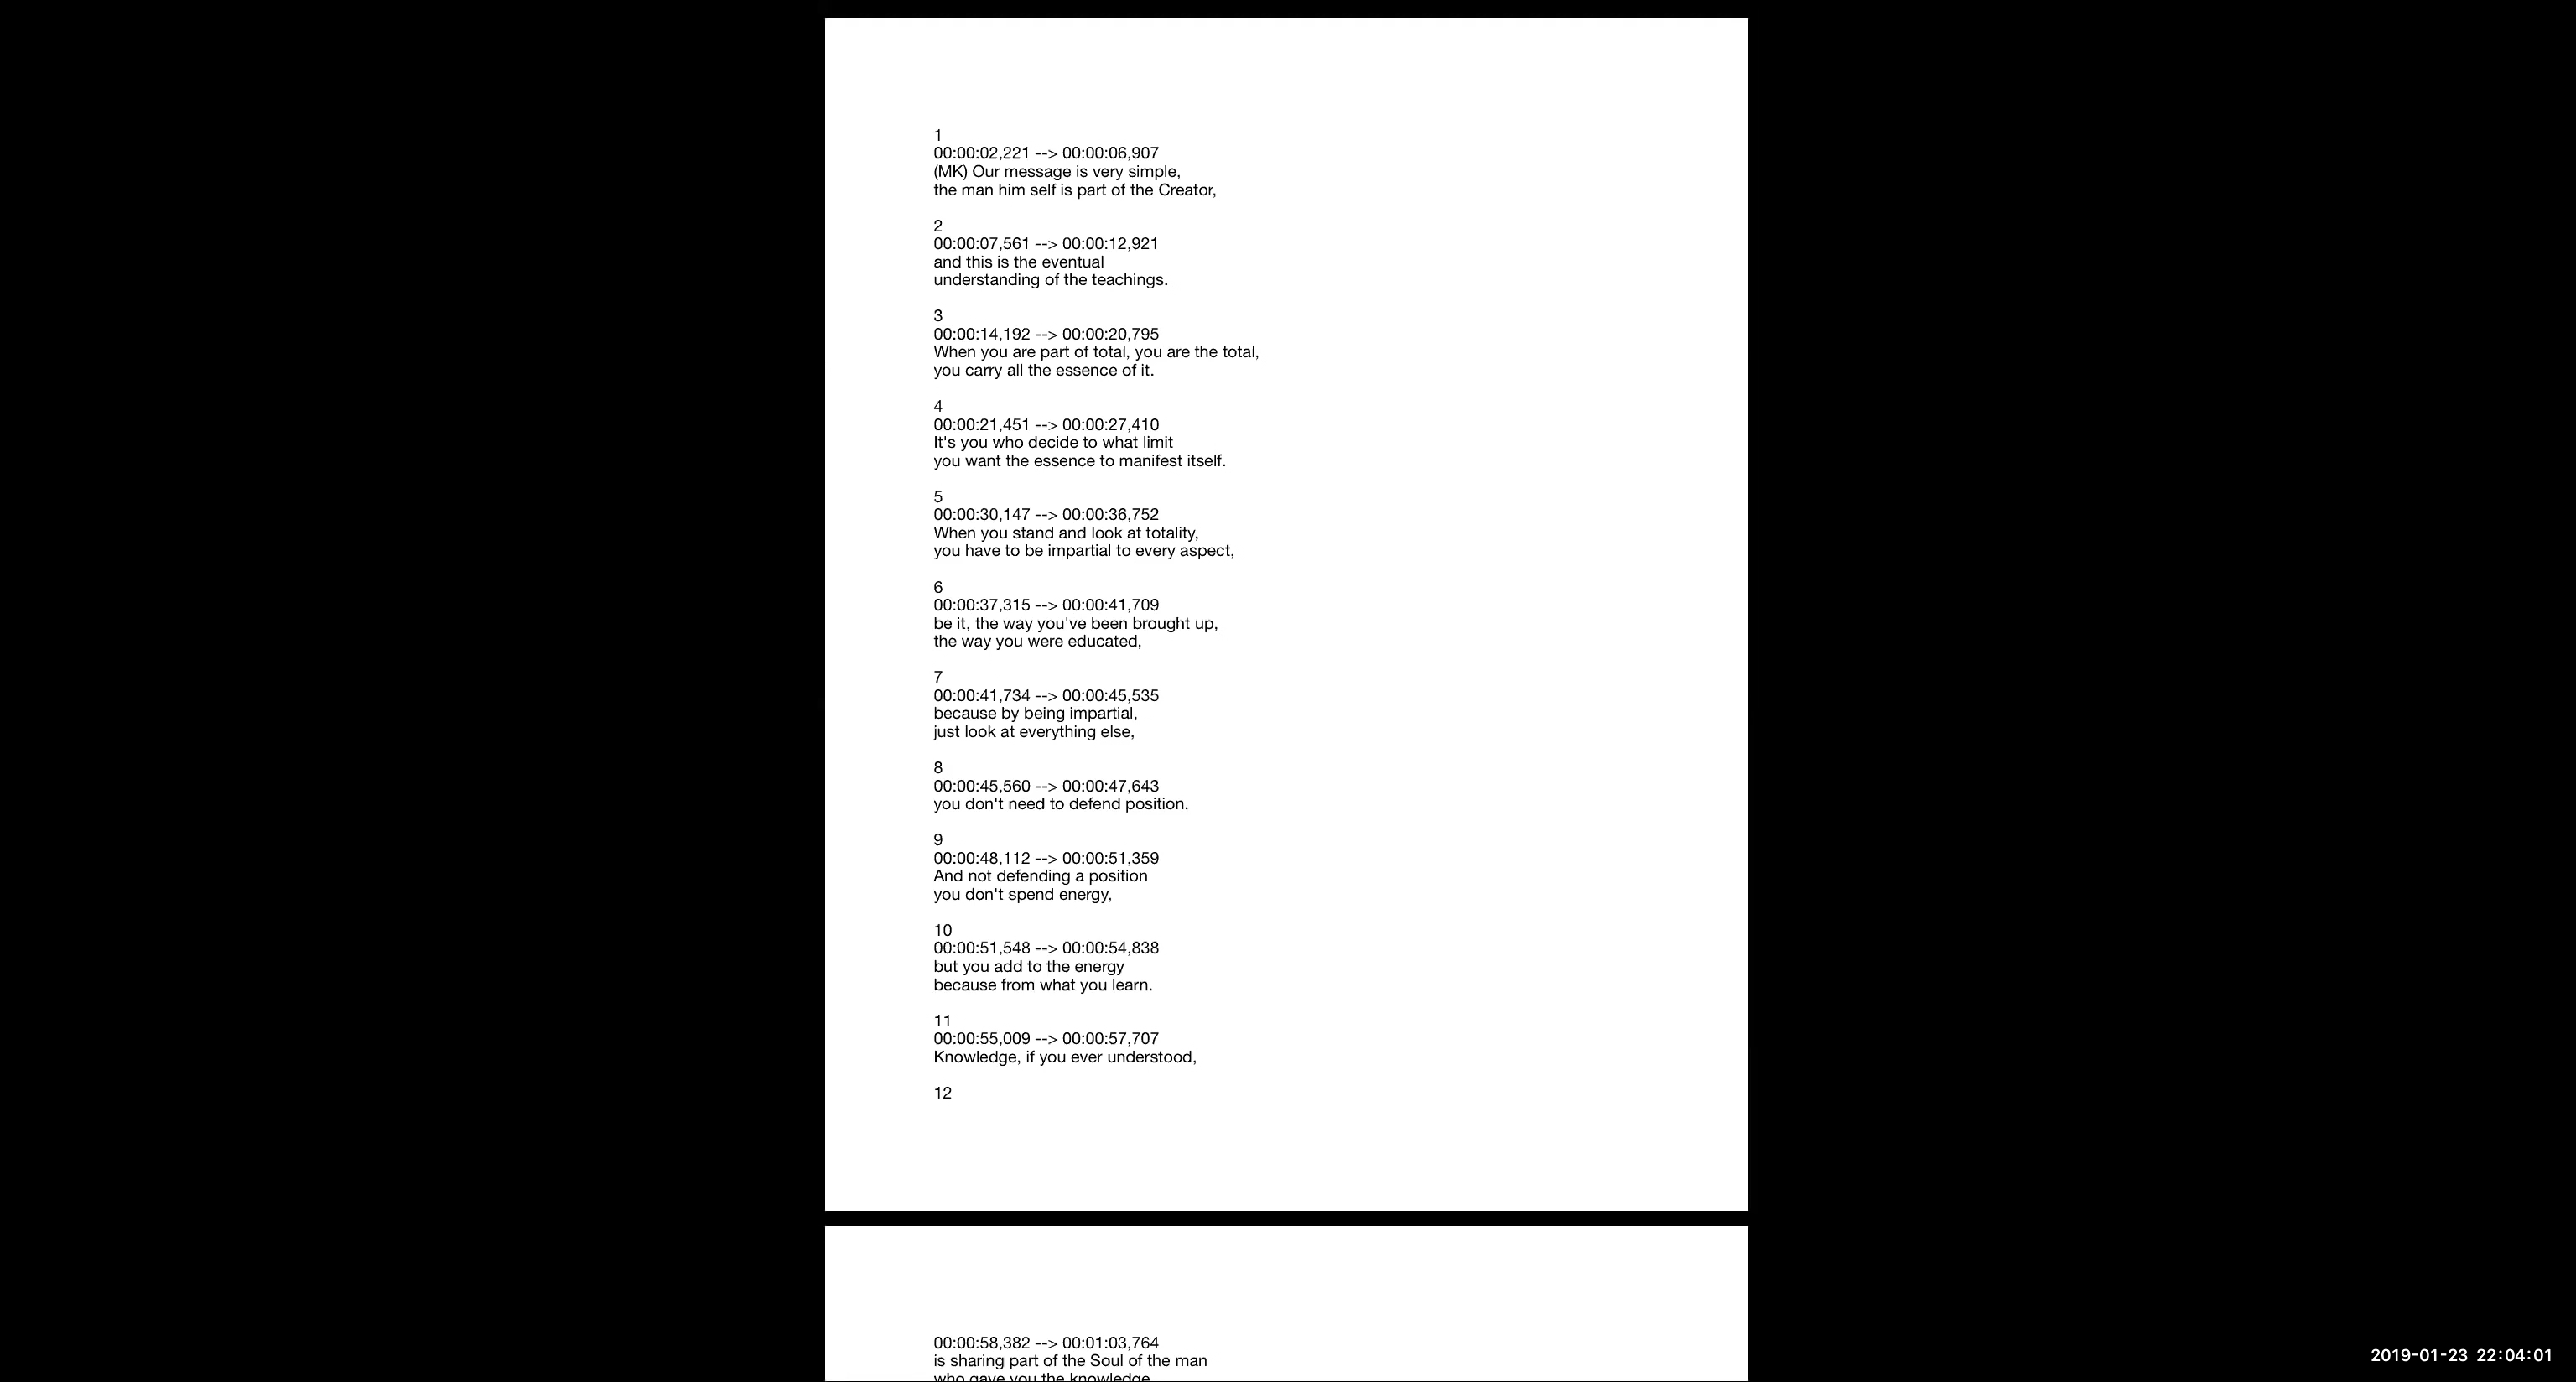 1
00:00:02,221 --> 00:00:06,907
(MK) Our message is very simple,
the man him self is part of the Creator,
2
00:00:07,561 --> 00:00:12,921
and this is the eventual
understanding of the teachings.
3
00:00:14,192 --> 00:00:20,795
When you are part of total, you are the total,
you carry all the essence of it.
4
00:00:21,451 --> 00:00:27,410
It's you who decide to what limit
you want the essence to manifest itself.
5
00:00:30,147 --> 00:00:36,752
When you stand and look at totality,
you have to be impartial to every aspect,
6
00:00:37,315 --> 00:00:41,709
be it, the way you've been brought up,
the way you were educated,
7
00:00:41,734 --> 00:00:45,535
because by being impartial,
just look at everything else,
8
00:00:45,560 --> 00:00:47,643
you don't need to defend position.
9
00:00:48,112 --> 00:00:51,359
And not defending a position
you don't spend energy,
10
00:00:51,548 --> 00:00:54,838
but you add to the energy
because from what you learn.
11
00:00:55,009 --> 00:00:57,707
Knowledge, if you ever understood,
12
00:00:58,382 --> 00:01:03,764
is sharing part of the Soul of the man
who gave you the knowledge
2019-01-23 22:04:01